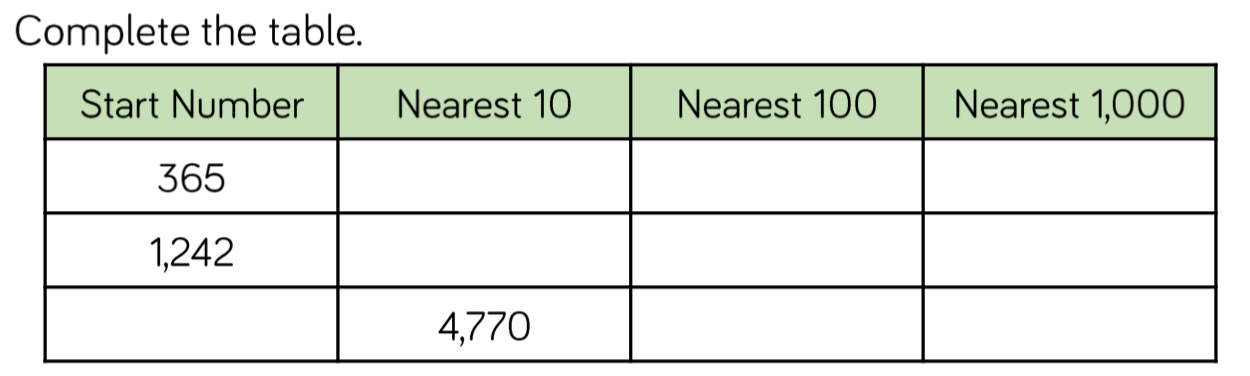 Complete the table.
Start Number Nearest 10 Nearest 100 Nearest 1,000
365
1,242
4,770